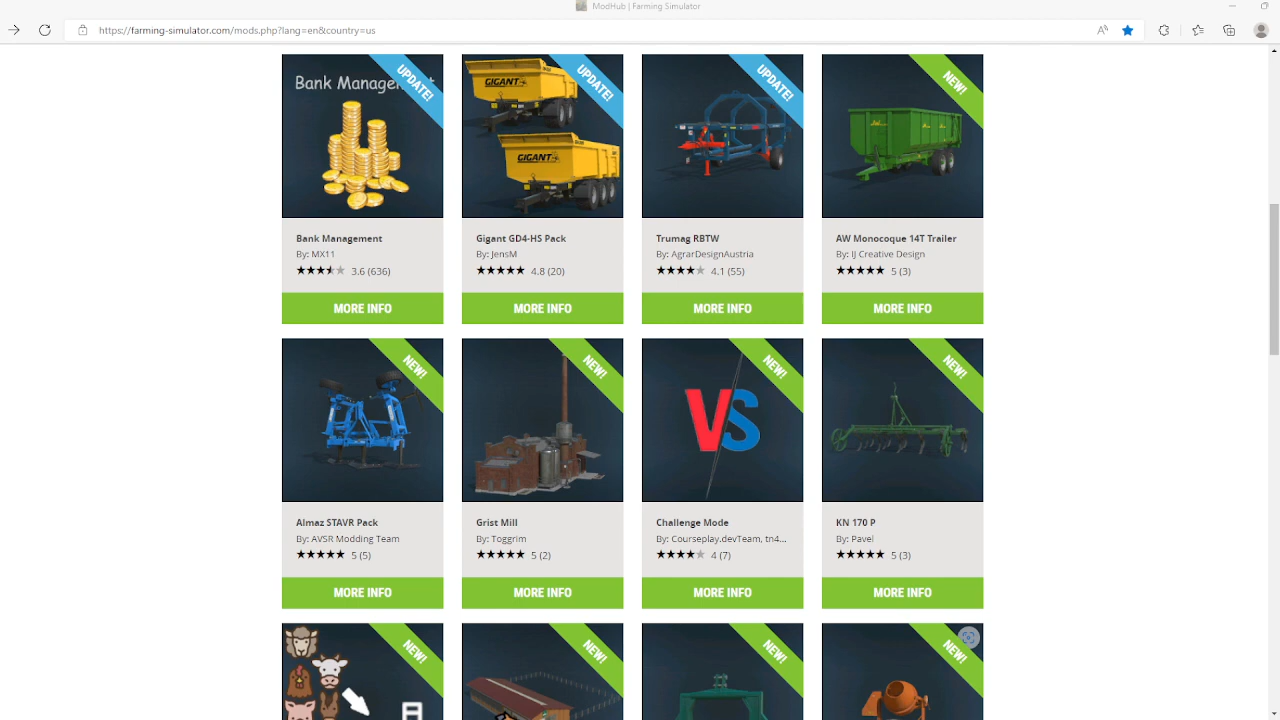 ModHub | Farming Simulator
https://farming-simulator.com/mods.php?lang=en&country=us
Bank Manage
UPDATE!
GIGANT
GIGANT
UPDATE!
UPDATE!
NEW!
Bank Management
By: MX11
3.6 (636)
MORE INFO
Gigant GD4-HS Pack
By: JensM
4.8 (20)
MORE INFO
Trumag RBTW
By: AgrarDesignAustria
4.1 (55)
MORE INFO
AW Monocoque 14T Trailer
By: IJ Creative Design
5 (3)
MORE INFO
NEW!
NEW!
VS
NEW!
NEW!
Almaz STAVR Pack
By: AVSR Modding Team
5 (5)
MORE INFO
Grist Mill
By: Toggrim
5 (2)
MORE INFO
Challenge Mode
By: Courseplay.devTeam, tn4...
4 (7)
MORE INFO
KN 170 P
By: Pavel
5 (3)
MORE INFO
NEW!
NEW!
NEW!
NEW!